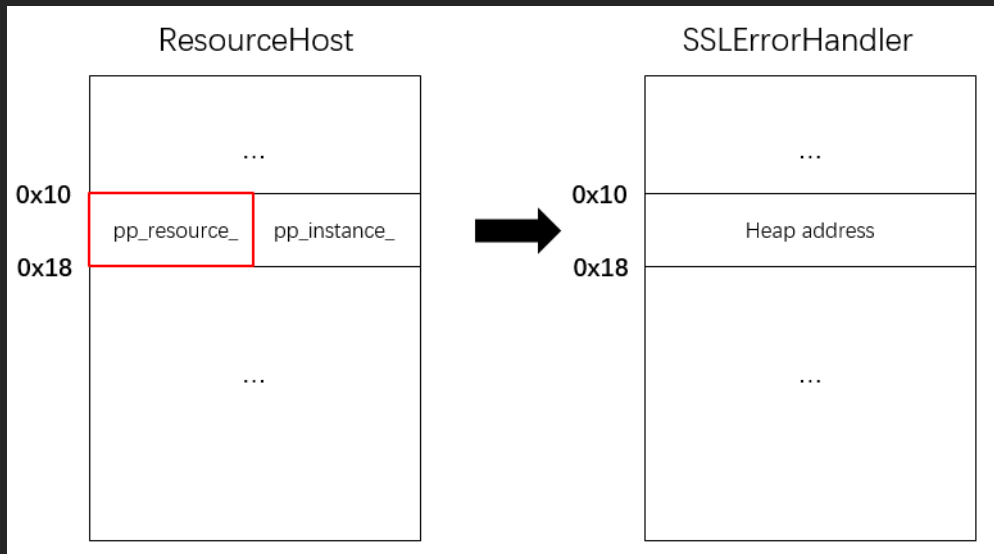 ResourceHost
SSLErrorHandler
...
...
0x10
0x10
pp_resource_
pp_instance_
Heap address
0x18
0x18
...
...